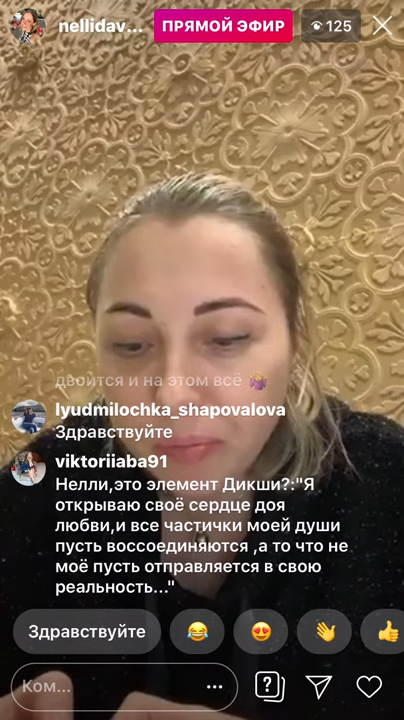 nellidav...
ПРЯМОЙ ЭФИР
125
двоится и на этом всё 🤷‍♀️
lyudmilochka_shapovalova
Здравствуйте
viktoriiaba91
Нелли,это элемент Дикши?:"Я
открываю своё сердце доя
любви,и все частички моей души
пусть воссоединяются ,а то что не
моё пусть отправляется в свою
реальность..."
Здравствуйте 😂 😍 👋 👍
Ком...